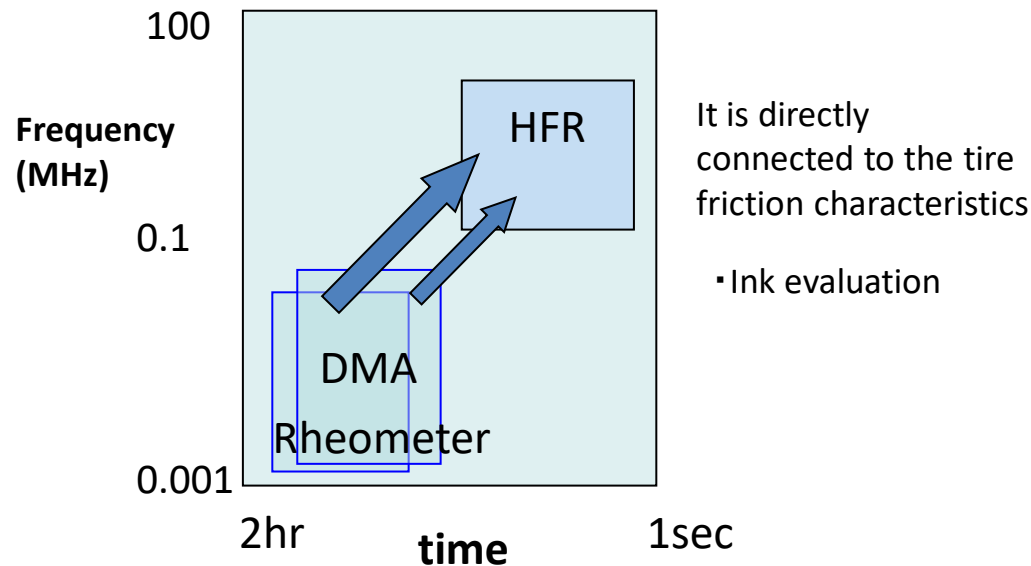 100
Frequency
(MHz)
0.1
0.001
HFR
DMA
Rheometer
2hr
time
1sec
It is directly
connected to the tire
friction characteristics
・Ink evaluation